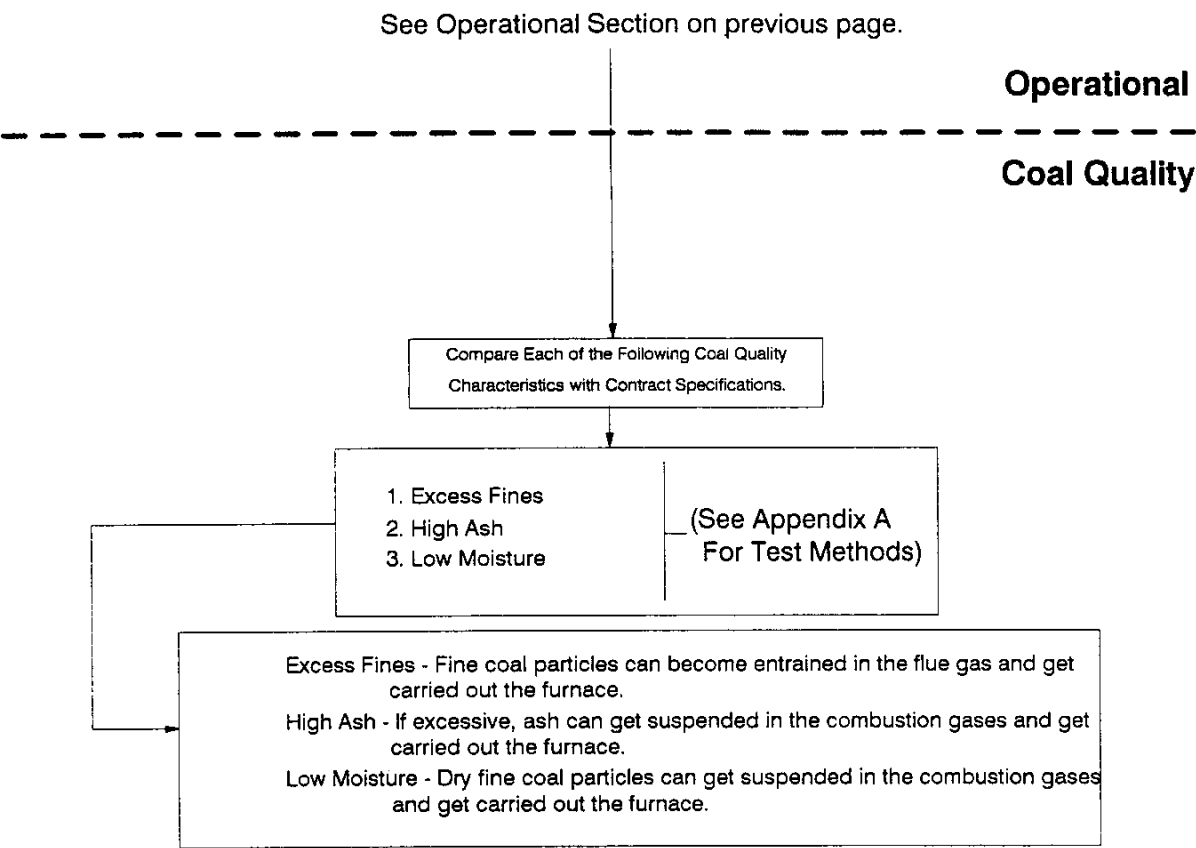 See Operational Section on previous page.
Operational
Coal Quality
Compare Each of the Following Coal Quality
Characteristics with Contract Specifications.
1. Excess Fines
2. High Ash
3. Low Moisture
(See Appendix A
For Test Methods)
Excess Fines - Fine coal particles can become entrained in the flue gas and get
carried out the furnace.
High Ash - If excessive, ash can get suspended in the combustion gases and get
carried out the furnace.
Low Moisture - Dry fine coal particles can get suspended in the combustion gases
and get carried out the furnace.